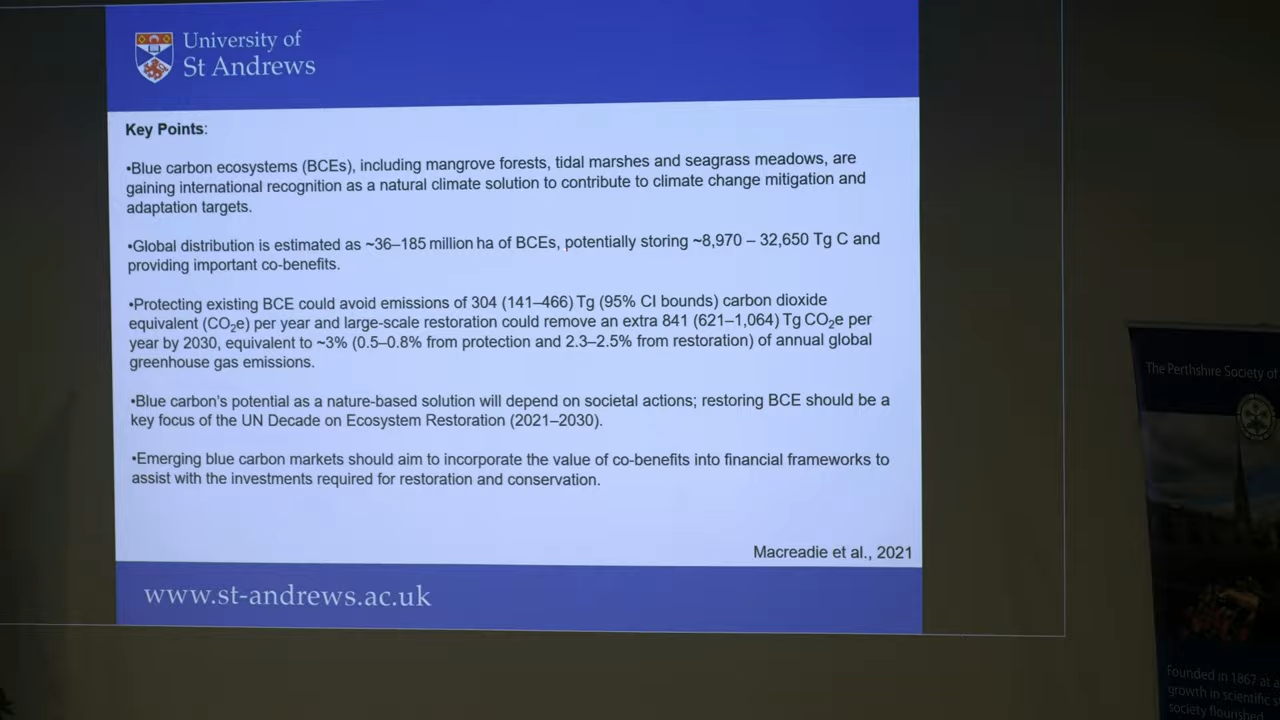 University of
St Andrews
Key Points:
•Blue carbon ecosystems (BCEs), including mangrove forests, tidal marshes and seagrass meadows, are
gaining international recognition as a natural climate solution to contribute to climate change mitigation and
adaptation targets.
•Global distribution is estimated as ~36–185 million ha of BCEs, potentially storing ~8,970 – 32,650 Tg C and
providing important co-benefits.
•Protecting existing BCE could avoid emissions of 304 (141–466) Tg (95% CI bounds) carbon dioxide
equivalent (CO₂e) per year and large-scale restoration could remove an extra 841 (621–1,064) Tg CO₂e per
year by 2030, equivalent to ~3% (0.5–0.8% from protection and 2.3–2.5% from restoration) of annual global
greenhouse gas emissions.
•Blue carbon's potential as a nature-based solution will depend on societal actions; restoring BCE should be a
key focus of the UN Decade on Ecosystem Restoration (2021–2030).
•Emerging blue carbon markets should aim to incorporate the value of co-benefits into financial frameworks to
assist with the investments required for restoration and conservation.
Macreadie et al., 2021
www.st-andrews.ac.uk
The Perthshire Society of
Founded in 1867 at a
growth in scientific
society flourished